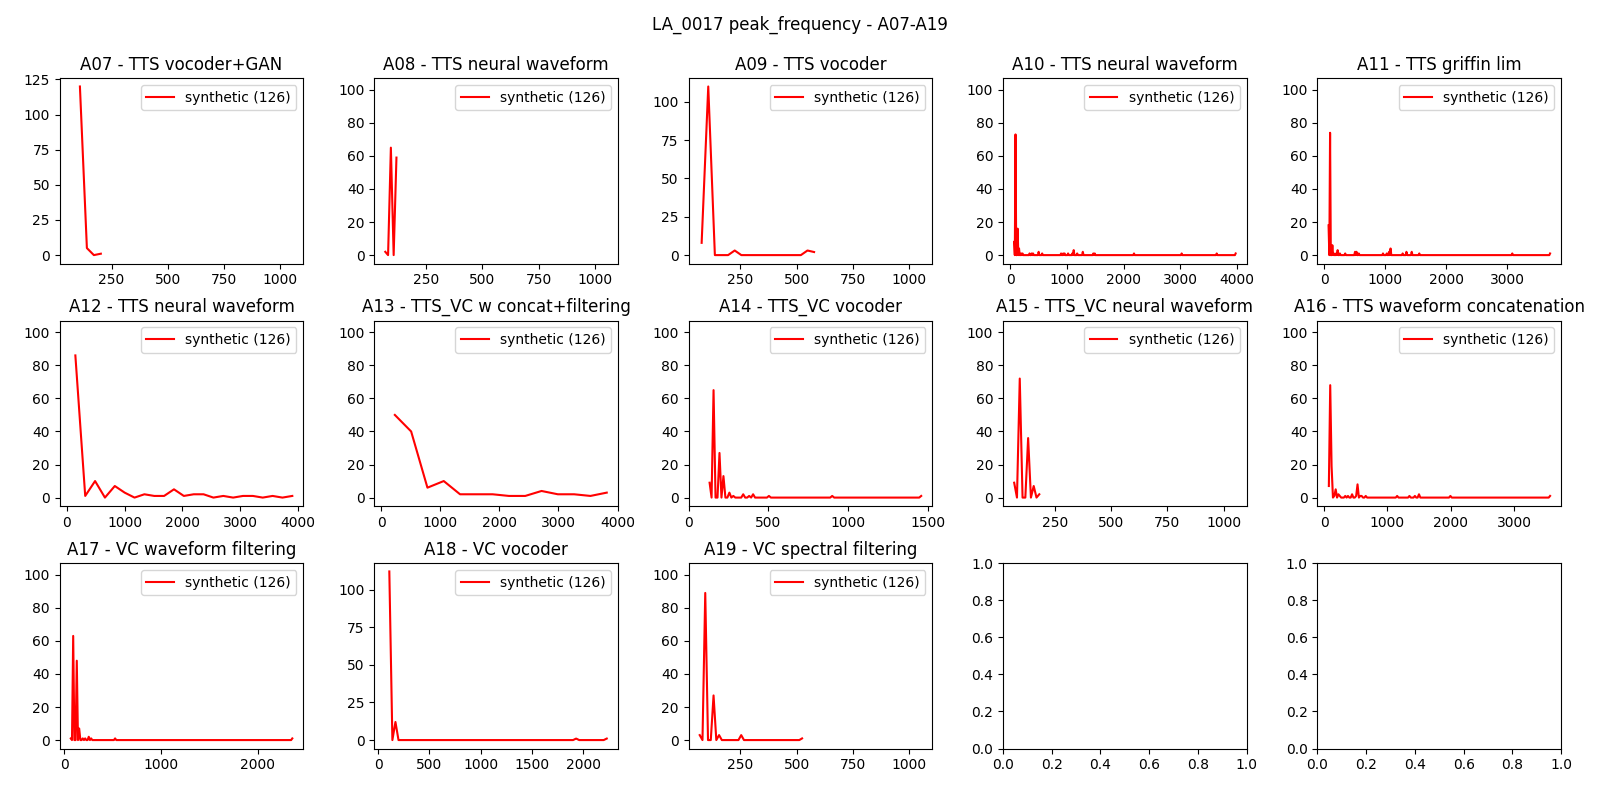 LA_0017 peak_frequency - A07-A19
A07 - TTS vocoder+GAN
synthetic (126)
125
100
75
50
25
0
250 500 750 1000
A08 - TTS neural waveform
synthetic (126)
100
80
60
40
20
0
250 500 750 1000
A09 - TTS vocoder
synthetic (126)
100
75
50
25
0
250 500 750 1000
A10 - TTS neural waveform
synthetic (126)
100
80
60
40
20
0
0 1000 2000 3000 4000
A11 - TTS griffin lim
synthetic (126)
100
80
60
40
20
0
0 1000 2000 3000
A12 - TTS neural waveform
synthetic (126)
100
80
60
40
20
0
0 1000 2000 3000 4000
A13 - TTS_VC w concat+filtering
synthetic (126)
100
80
60
40
20
0
0 1000 2000 3000 4000
A14 - TTS_VC vocoder
synthetic (126)
100
80
60
40
20
0
0 500 1000 1500
A15 - TTS_VC neural waveform
synthetic (126)
100
80
60
40
20
0
250 500 750 1000
A16 - TTS waveform concatenation
synthetic (126)
100
80
60
40
20
0
0 1000 2000 3000
A17 - VC waveform filtering
synthetic (126)
100
80
60
40
20
0
0 1000 2000
A18 - VC vocoder
synthetic (126)
100
75
50
25
0
0 500 1000 1500 2000
A19 - VC spectral filtering
synthetic (126)
100
80
60
40
20
0
250 500 750 1000
1.0
0.8
0.6
0.4
0.2
0.0
0.0 0.2 0.4 0.6 0.8 1.0
1.0
0.8
0.6
0.4
0.2
0.0
0.0 0.2 0.4 0.6 0.8 1.0